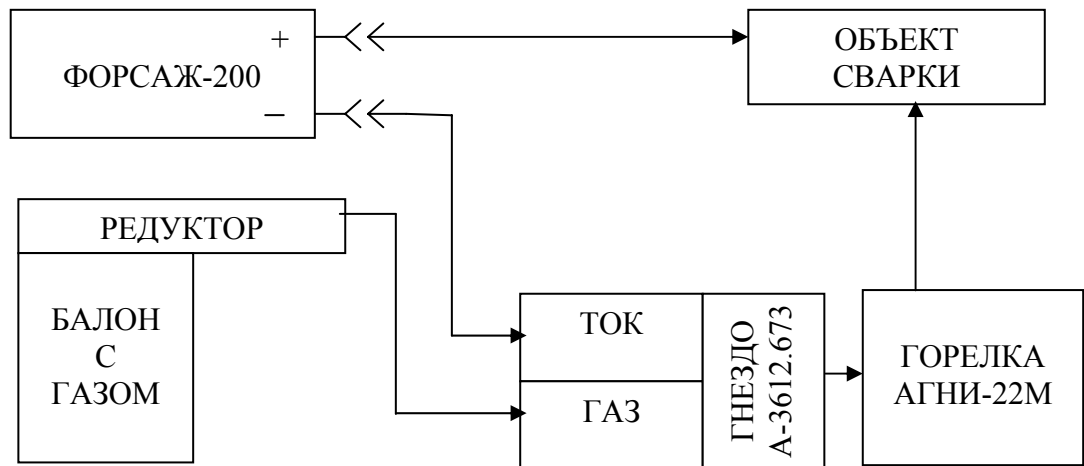 +
ФОРСАЖ-200
–
ОБЪЕКТ
СВАРКИ
РЕДУКТОР
БАЛОН
С
ГАЗОМ
ТОК
ГАЗ
ГНЕЗДО
А-3612.673
ГОРЕЛКА
АГНИ-22М